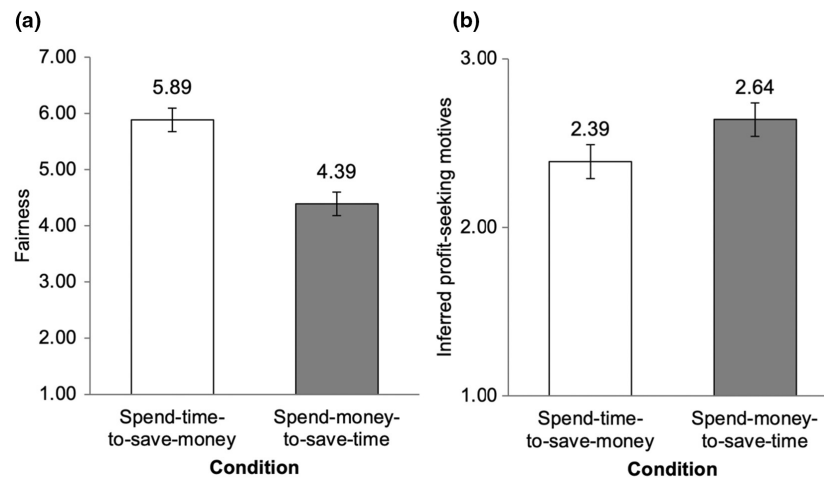 (a)
7.00
6.00
5.00
4.00
3.00
2.00
1.00
Fairness
5.89
4.39
Spend-time-
to-save-money
Spend-money-
to-save-time
Condition
(b)
3.00
2.00
1.00
Inferred profit-seeking motives
2.39
2.64
Spend-time-
to-save-money
Spend-money-
to-save-time
Condition